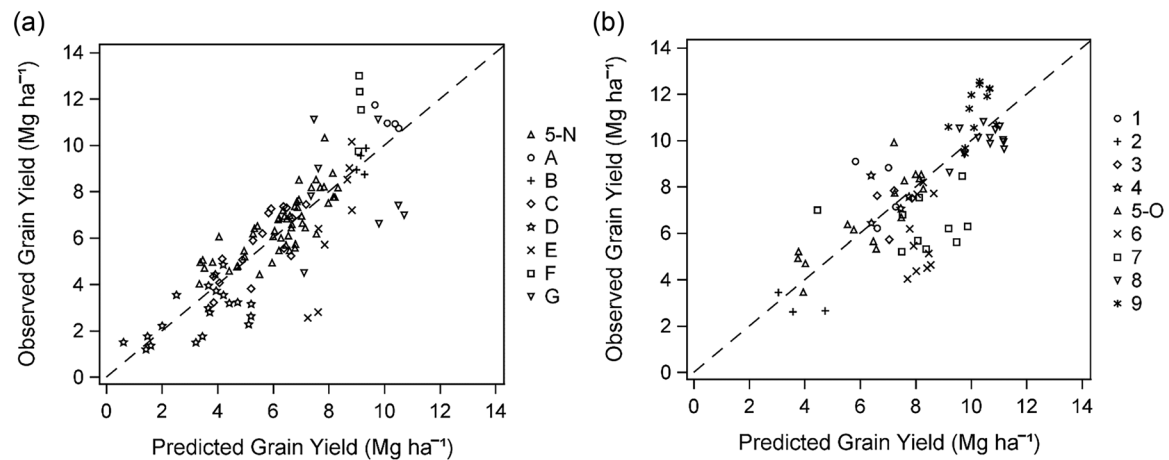 (a)
Observed Grain Yield (Mg ha⁻¹)
14
12
10
8
6
4
2
0
0 2 4 6 8 10 12 14
Predicted Grain Yield (Mg ha⁻¹)
5-N
A
B
C
D
E
F
G
(b)
Observed Grain Yield (Mg ha⁻¹)
14
12
10
8
6
4
2
0
0 2 4 6 8 10 12 14
Predicted Grain Yield (Mg ha⁻¹)
1
2
3
4
5-O
6
7
8
9